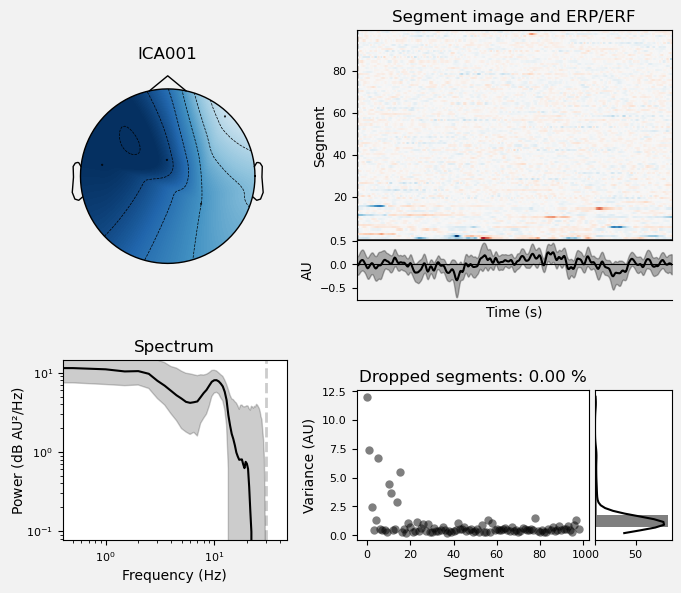 ICA001
Segment image and ERP/ERF
Segment
80
60
40
20
AU
0.5
0.0
−0.5
Time (s)
Spectrum
Power (dB AU²/Hz)
10¹
10⁰
10⁻¹
10⁰
10¹
Frequency (Hz)
Dropped segments: 0.00 %
Variance (AU)
12.5
10.0
7.5
5.0
2.5
0.0
0 20 40 60 80 100
0 50
Segment